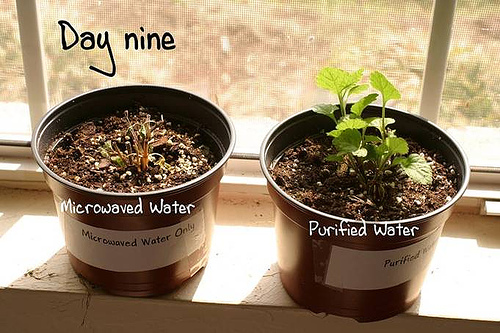 Day nine
Microwaved Water
Microwaved Water Only
Purified Water
Purified